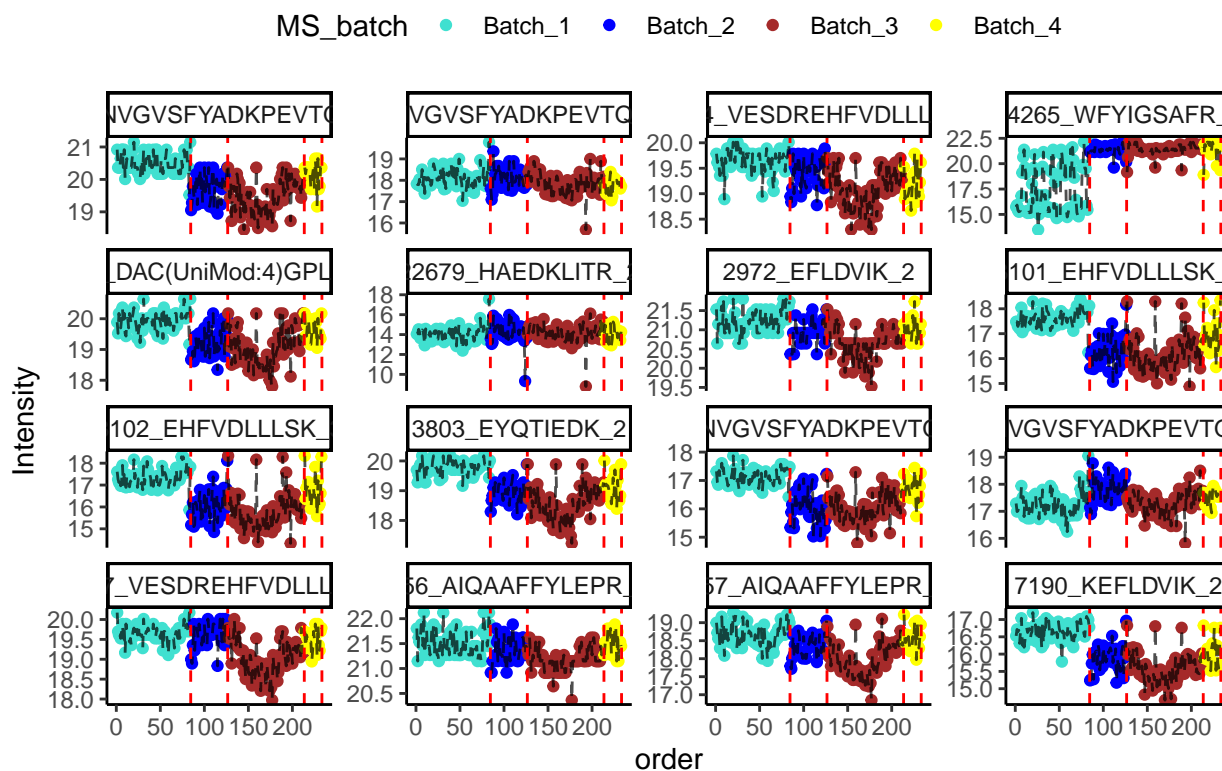 MS_batch Batch_1 Batch_2 Batch_3 Batch_4
NVGVSFYADKPEVTQ VGVSFYADKPEVTQ 4_VESDREHFVDLLL 4265_WFYIGSAFR_
21 20 19
19 18 17 16
20.0 19.5 19.0 18.5
22.5 20.0 17.5 15.0
_DAC(UniMod:4)GPL 22679_HAEDKLITR_2 2972_EFLDVIK_2 101_EHFVDLLLSK_
20 19 18
18 16 14 12 10
21.5 21.0 20.5 20.0 19.5
18 17 16 15
102_EHFVDLLLSK_ 3803_EYQTIEDK_2 NVGVSFYADKPEVTQ VGVSFYADKPEVTQ
18 17 16 15
20 19 18
18 17 16 15
19 18 17 16
7_VESDREHFVDLLL 56_AIQAAFFYLEPR_ 57_AIQAAFFYLEPR_ 7190_KEFLDVIK_2
20.0 19.5 19.0 18.5 18.0
22.0 21.5 21.0 20.5
19.0 18.5 18.0 17.5 17.0
17.0 16.5 16.0 15.5 15.0
0 50 100 150 200 0 50 100 150 200 0 50 100 150 200 0 50 100 150 200
Intensity
order